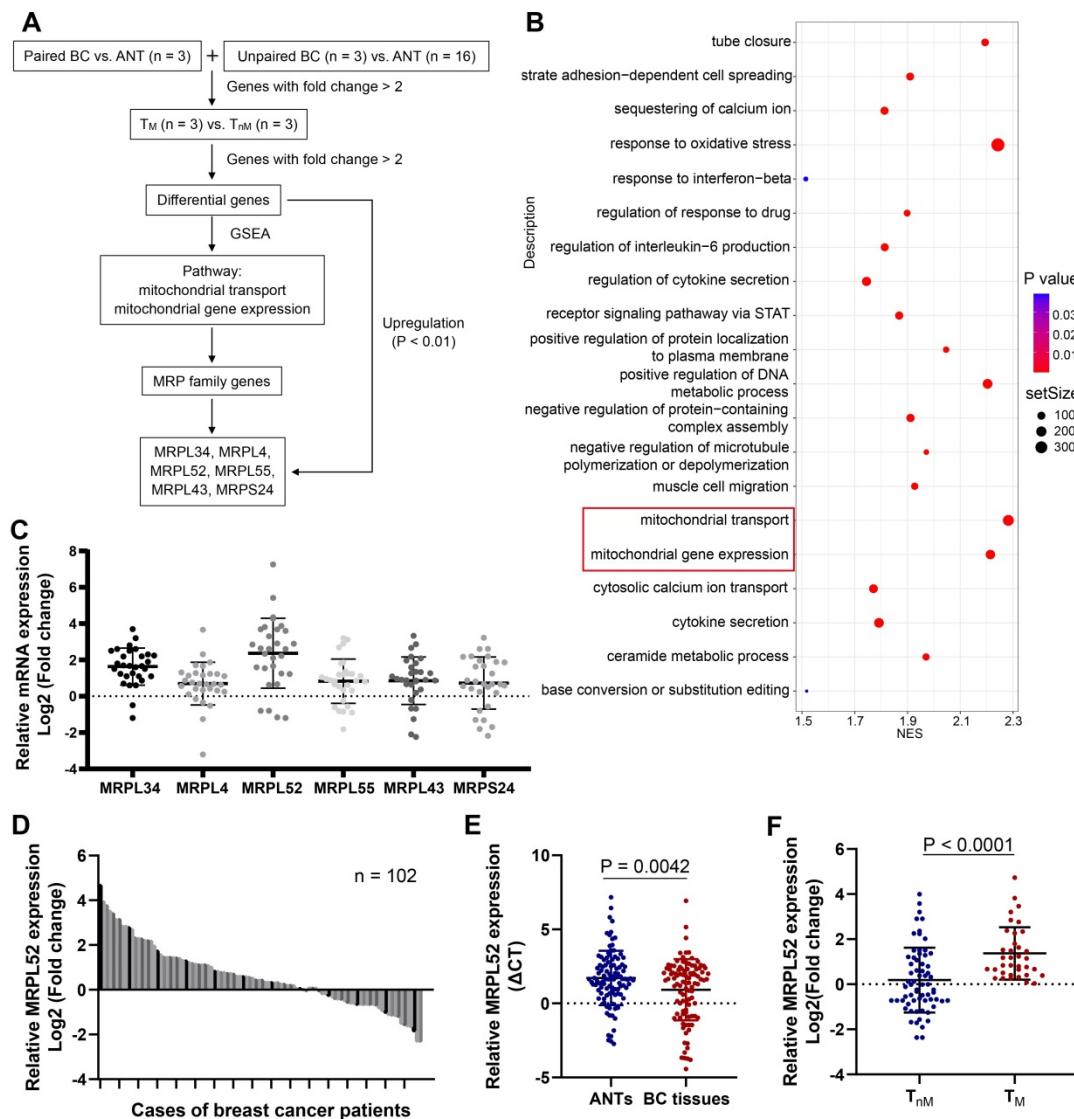 A
Paired BC vs. ANT (n = 3) + Unpaired BC (n = 3) vs ANT (n = 16)
Genes with fold change > 2
TM (n = 3) vs. TnM (n = 3)
Genes with fold change > 2
Differential genes
GSEA
Pathway:
mitochondrial transport
mitochondrial gene expression
Upregulation
(P < 0.01)
MRP family genes
MRPL34, MRPL4,
MRPL52, MRPL55,
MRPL43, MRPS24
B
Description
tube closure
strate adhesion-dependent cell spreading
sequestering of calcium ion
response to oxidative stress
response to interferon-beta
regulation of response to drug
regulation of interleukin-6 production
regulation of cytokine secretion
receptor signaling pathaway via STAT
positive regulation of protein localization
to plasma membrane
positive regulation of DNA
metabolic process
negative regulation of protein-containing
complex assembly
negative regulation of microtubule
polymerization or depolymerization
muscle cell migration
mitochondrial transport
mitochondrial gene expression
cytosolic calcium ion transport
cytokine secretion
ceramide metabolic process
base conversion or substitution editing
1.5 1.7 1.9 2.1 2.3
NES
P value
0.03
0.02
0.01
setSize
100
200
300
C
Relative mRNA expression
Log2 (Fold change)
8
6
4
2
0
-2
-4
MRPL34 MRPL4 MRPL52 MRPL55 MRPL43 MRPS24
D
Relative MRPL52 expression
Log2 (Fold change)
6
4
2
0
-2
-4
n = 102
Cases of breast cancer patients
E
Relative MRPL52 expression
(ΔCT)
10
5
0
-5
P = 0.0042
ANTs BC tissues
F
Relative MRPL52 expression
Log2(Fold change)
6
4
2
0
-2
-4
P < 0.0001
TnM TM